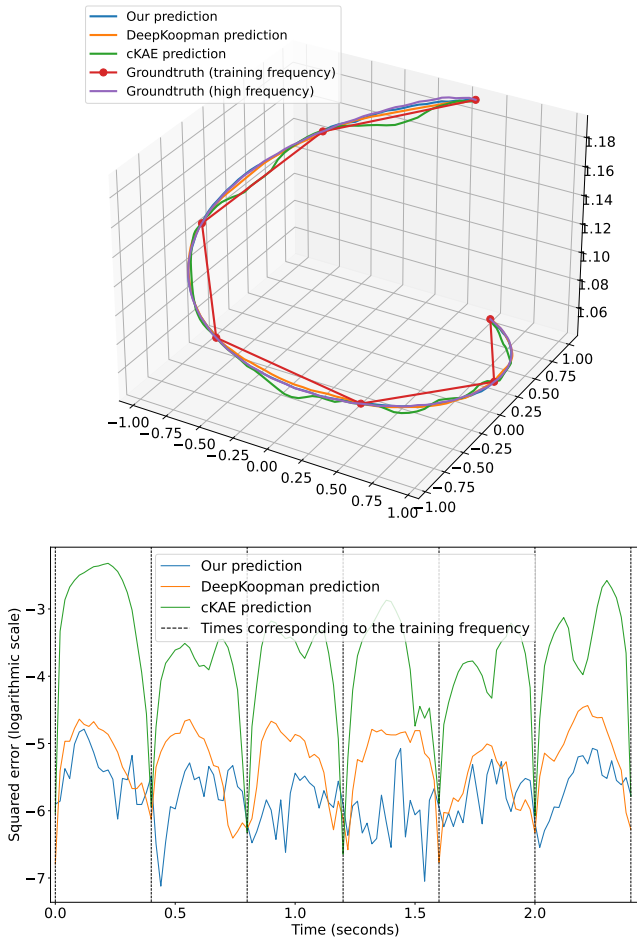 Our prediction
DeepKoopman prediction
cKAE prediction
Groundtruth (training frequency)
Groundtruth (high frequency)
1.18
1.16
1.14
1.12
1.10
1.08
1.06
−1.00
−0.75
−0.50
−0.25
0.00
0.25
0.50
0.75
1.00
1.00
0.75
0.50
0.25
0.00
−0.25
−0.50
−0.75
−1.00
Our prediction
DeepKoopman prediction
cKAE prediction
Times corresponding to the training frequency
Squared error (logarithmic scale)
−3
−4
−5
−6
−7
0.0 0.5 1.0 1.5 2.0
Time (seconds)